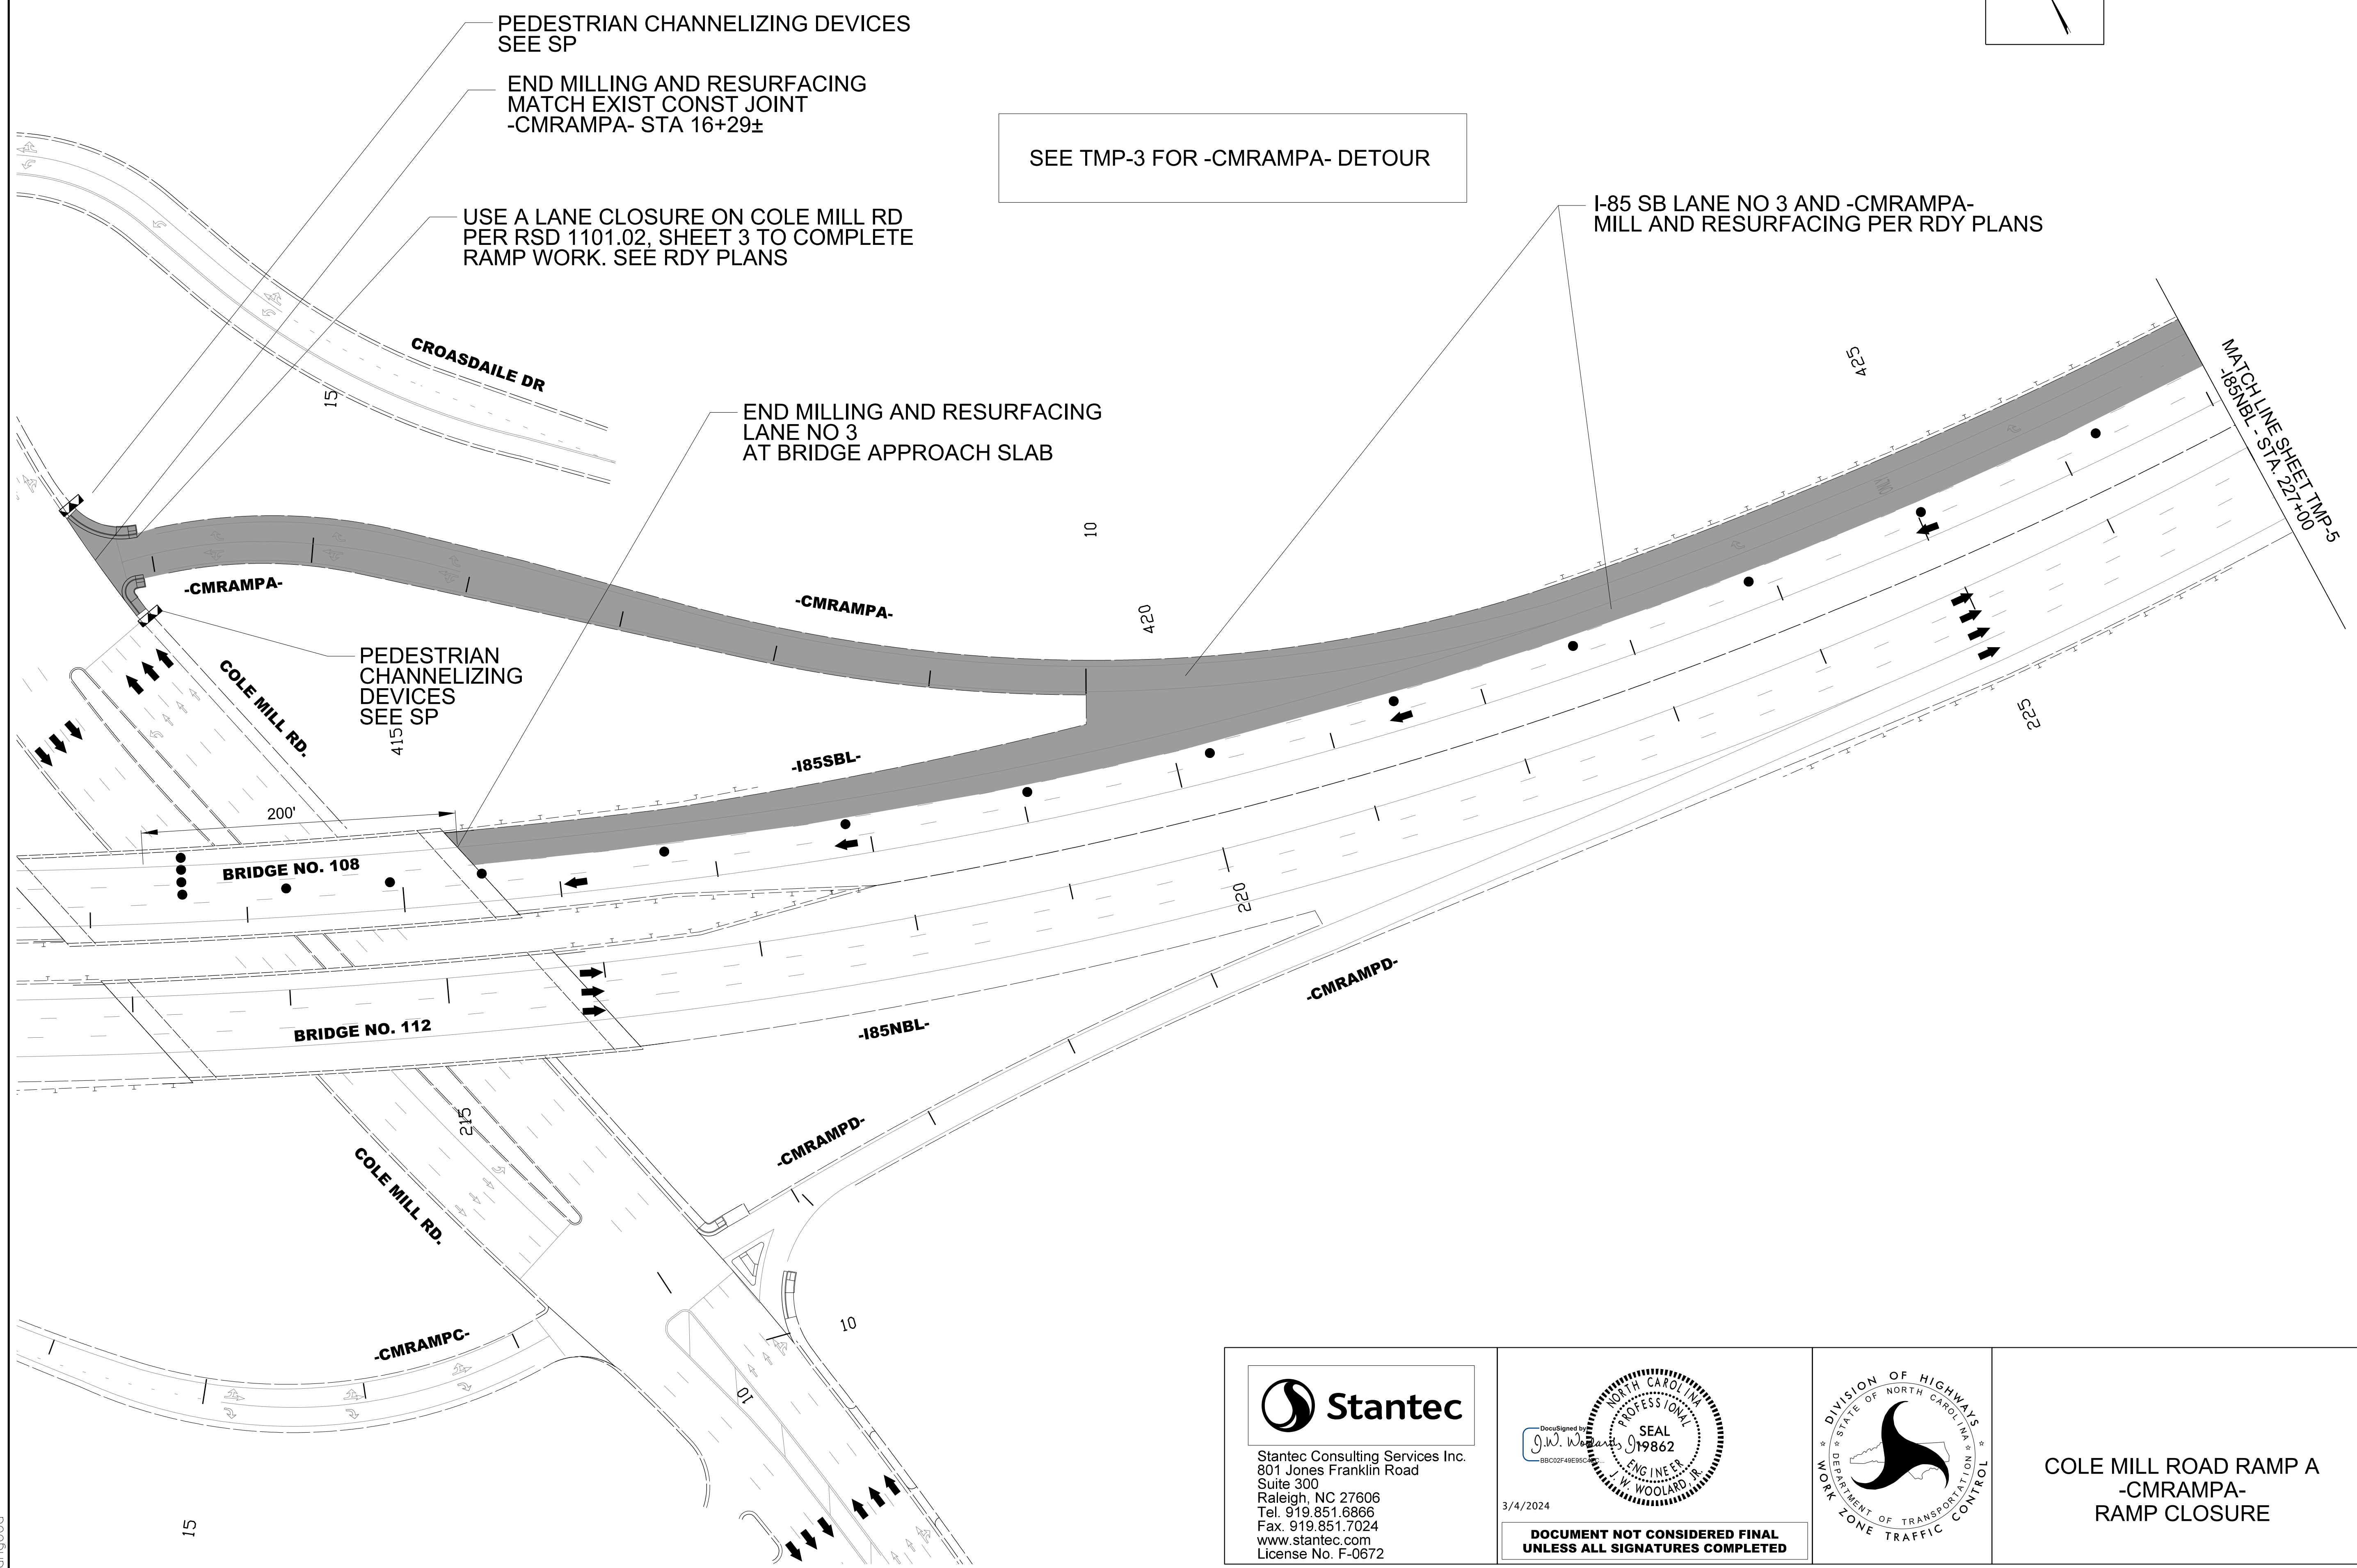 PEDESTRIAN CHANNELIZING DEVICES
SEE SP
END MILLING AND RESURFACING
MATCH EXIST CONST JOINT
-CMRAMPA- STA 16+29±
SEE TMP-3 FOR -CMRAMPA- DETOUR
USE A LANE CLOSURE ON COLE MILL RD
PER RSD 1101.02, SHEET 3 TO COMPLETE
RAMP WORK. SEE RDY PLANS
I-85 SB LANE NO 3 AND -CMRAMPA-
MILL AND RESURFACING PER RDY PLANS
CROASDAILE DR
15
425
MATCH LINE SHEET TMP-5
-I85NBL - STA. 227+00
END MILLING AND RESURFACING
LANE NO 3
AT BRIDGE APPROACH SLAB
10
-CMRAMPA-
-CMRAMPA-
420
PEDESTRIAN
CHANNELIZING
DEVICES
SEE SP
COLE MILL RD.
415
225
-I85SBL-
200'
BRIDGE NO. 108
220
-CMRAMPD-
BRIDGE NO. 112
-I85NBL-
215
-CMRAMPD-
COLE MILL RD.
10
-CMRAMPC-
10
15
Stantec
Stantec Consulting Services Inc.
801 Jones Franklin Road
Suite 300
Raleigh, NC 27606
Tel. 919.851.6866
Fax. 919.851.7024
www.stantec.com
License No. F-0672
NORTH CAROLINA
PROFESSIONAL
SEAL
19862
ENGINEER
J. W. WOOLARD, JR.
DocuSigned by
J.W. Woolard, Jr.
3/4/2024
DOCUMENT NOT CONSIDERED FINAL
UNLESS ALL SIGNATURES COMPLETED
DIVISION OF HIGHWAYS
STATE OF NORTH CAROLINA
DEPARTMENT OF TRANSPORTATION
WORK ZONE TRAFFIC CONTROL
COLE MILL ROAD RAMP A
-CMRAMPA-
RAMP CLOSURE